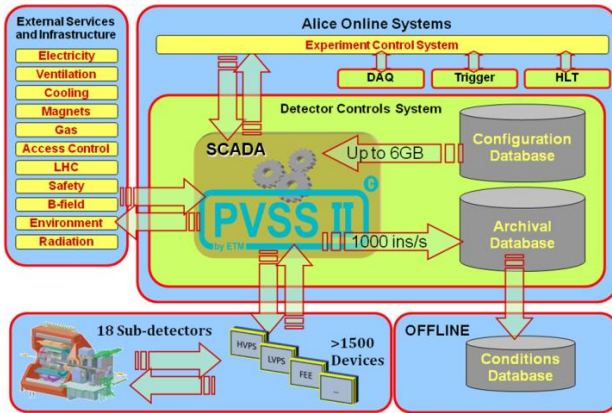 External Services
and Infrastructure
Electricity
Ventilation
Cooling
Magnets
Gas
Access Control
LHC
Safety
B-field
Environment
Radiation
Alice Online Systems
Experiment Control System
DAQ
Trigger
HLT
Detector Controls System
SCADA
PVSS II
by ETM
C
Up to 6GB
Configuration
Database
1000 ins/s
Archival
Database
18 Sub-detectors
HVPS
LVPS
FEE
...
>1500
Devices
OFFLINE
Conditions
Database